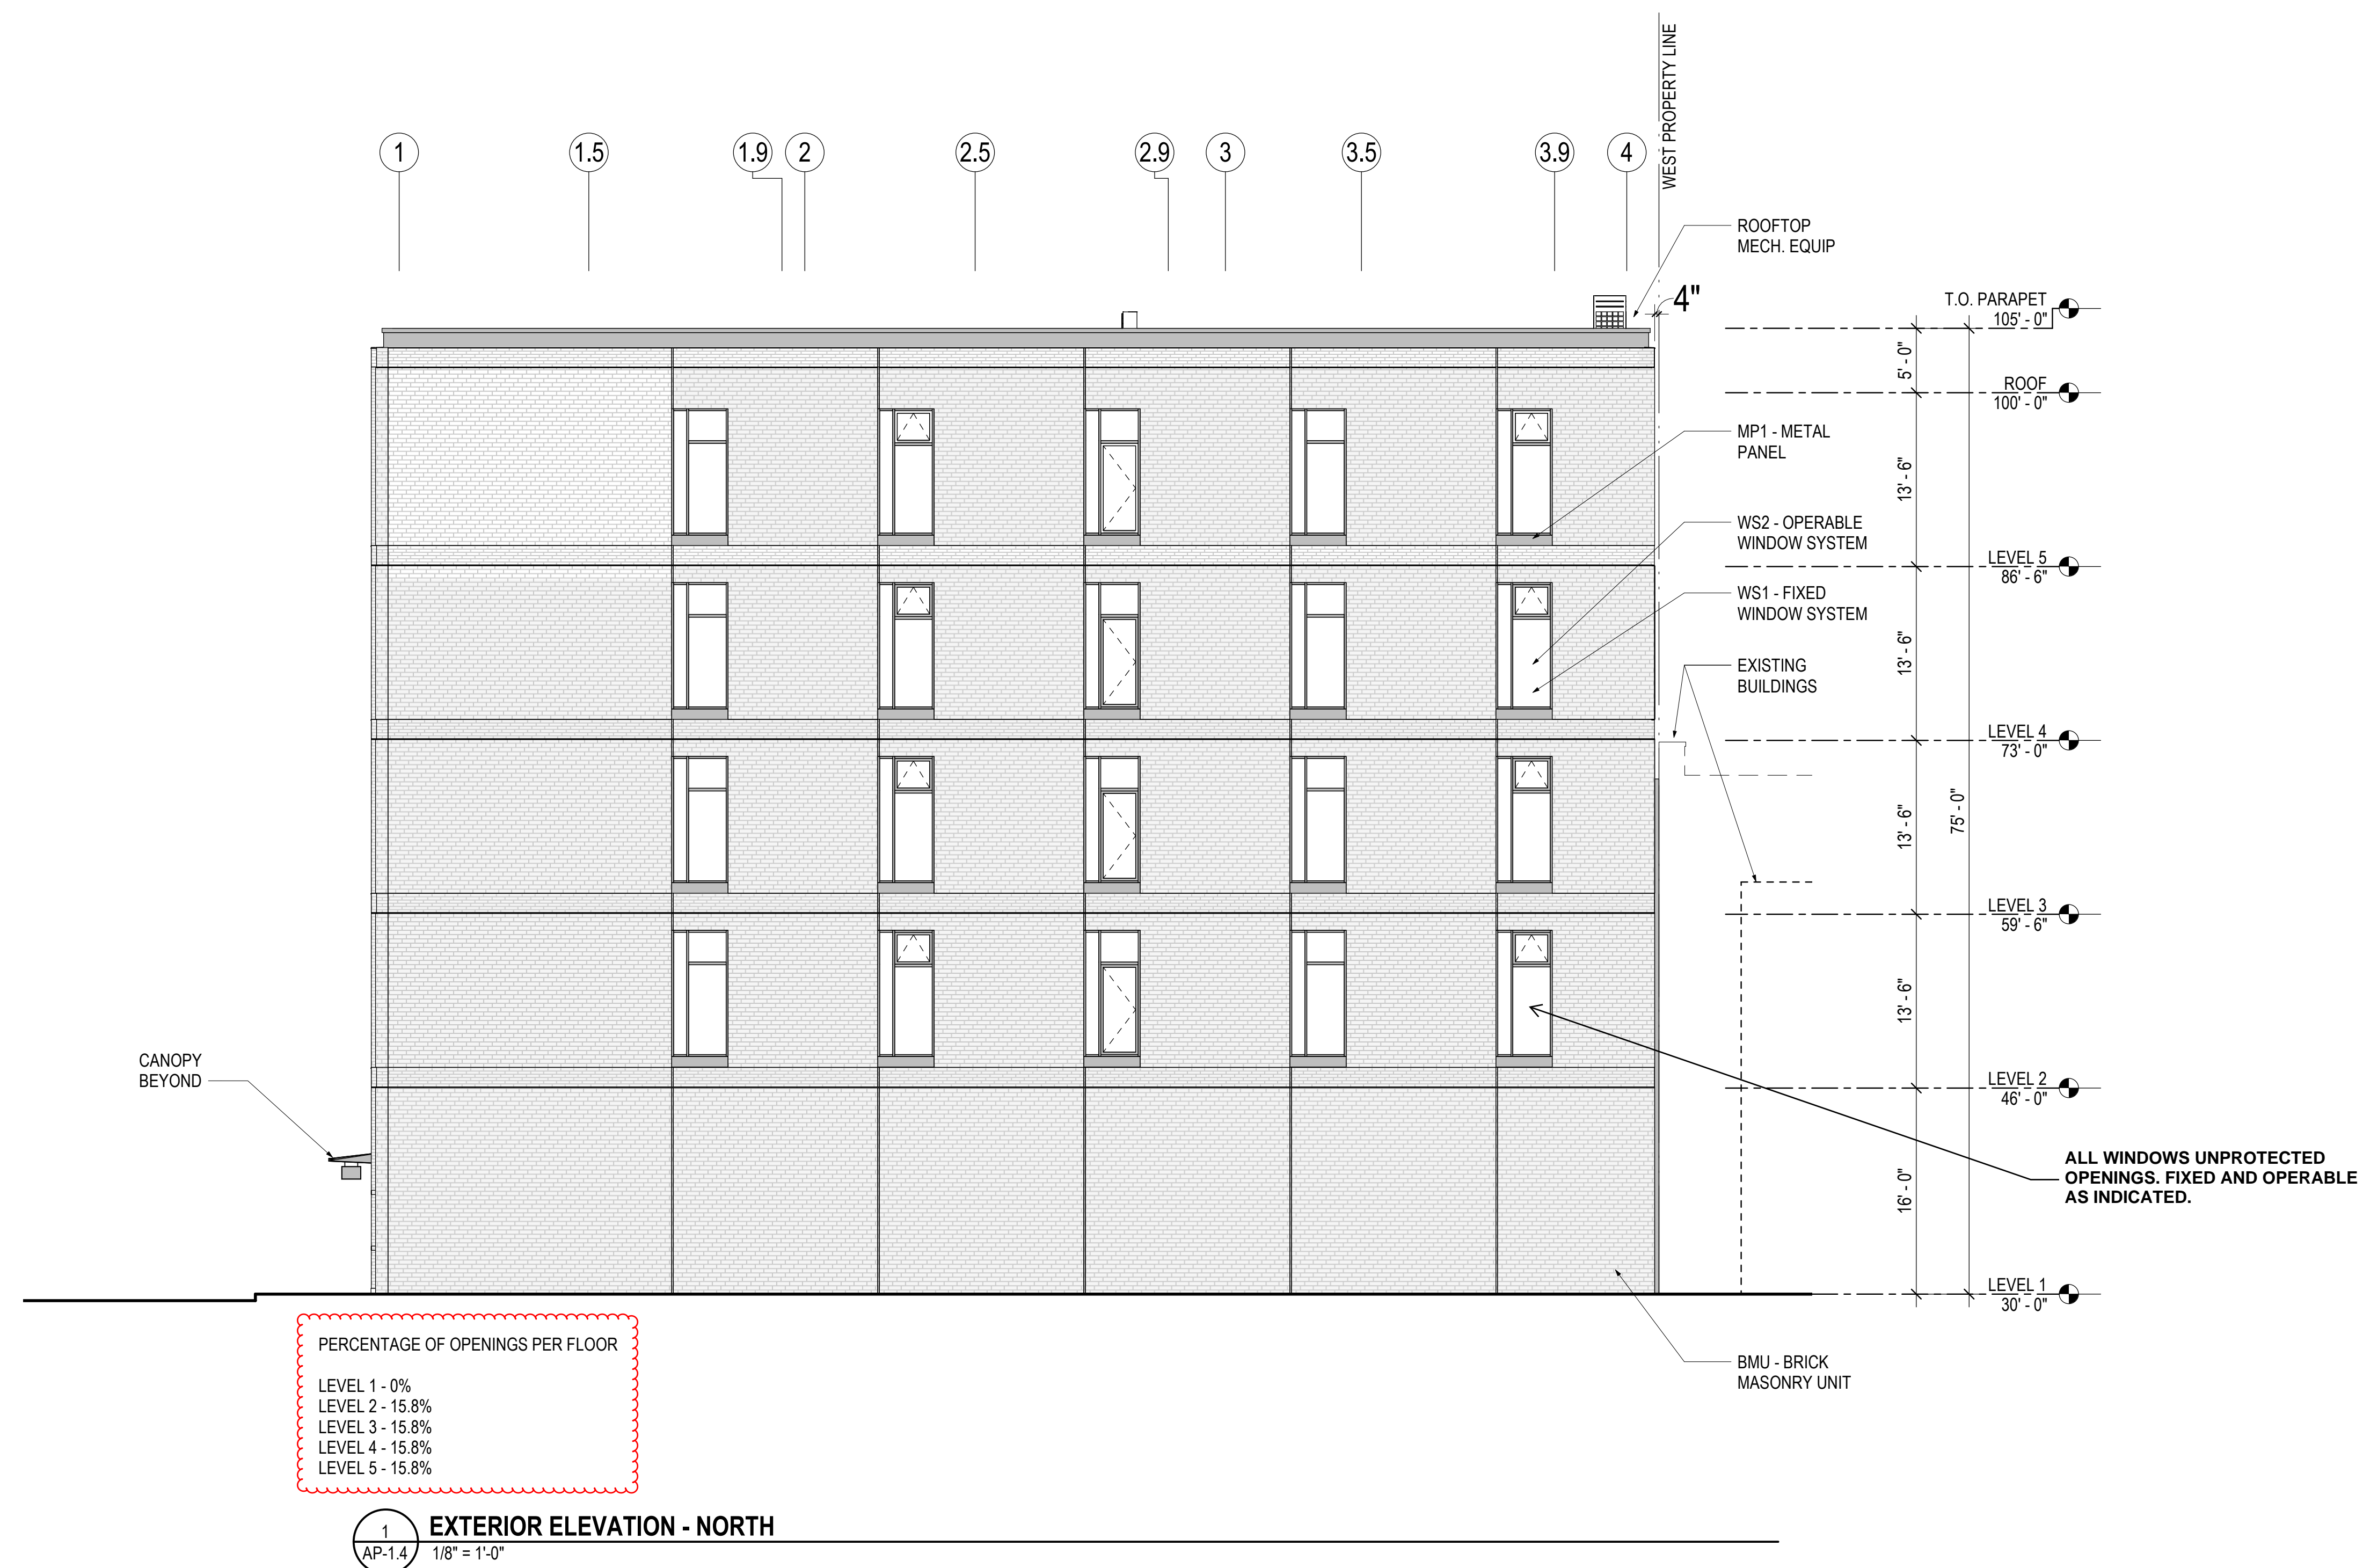 WEST PROPERTY LINE
1
1.5
1.9
2
2.5
2.9
3
3.5
3.9
4
ROOFTOP
MECH. EQUIP
4"
T.O. PARAPET
105' - 0"
5' - 0"
ROOF
100' - 0"
MP1 - METAL
PANEL
13' - 6"
WS2 - OPERABLE
WINDOW SYSTEM
LEVEL 5
86' - 6"
WS1 - FIXED
WINDOW SYSTEM
13' - 6"
EXISTING
BUILDINGS
LEVEL 4
73' - 0"
13' - 6"
75' - 0"
LEVEL 3
59' - 6"
13' - 6"
CANOPY
BEYOND
LEVEL 2
46' - 0"
ALL WINDOWS UNPROTECTED
OPENINGS. FIXED AND OPERABLE
AS INDICATED.
16' - 0"
LEVEL 1
30' - 0"
BMU - BRICK
MASONRY UNIT
PERCENTAGE OF OPENINGS PER FLOOR
LEVEL 1 - 0%
LEVEL 2 - 15.8%
LEVEL 3 - 15.8%
LEVEL 4 - 15.8%
LEVEL 5 - 15.8%
1
AP-1.4
EXTERIOR ELEVATION - NORTH
1/8" = 1'-0"